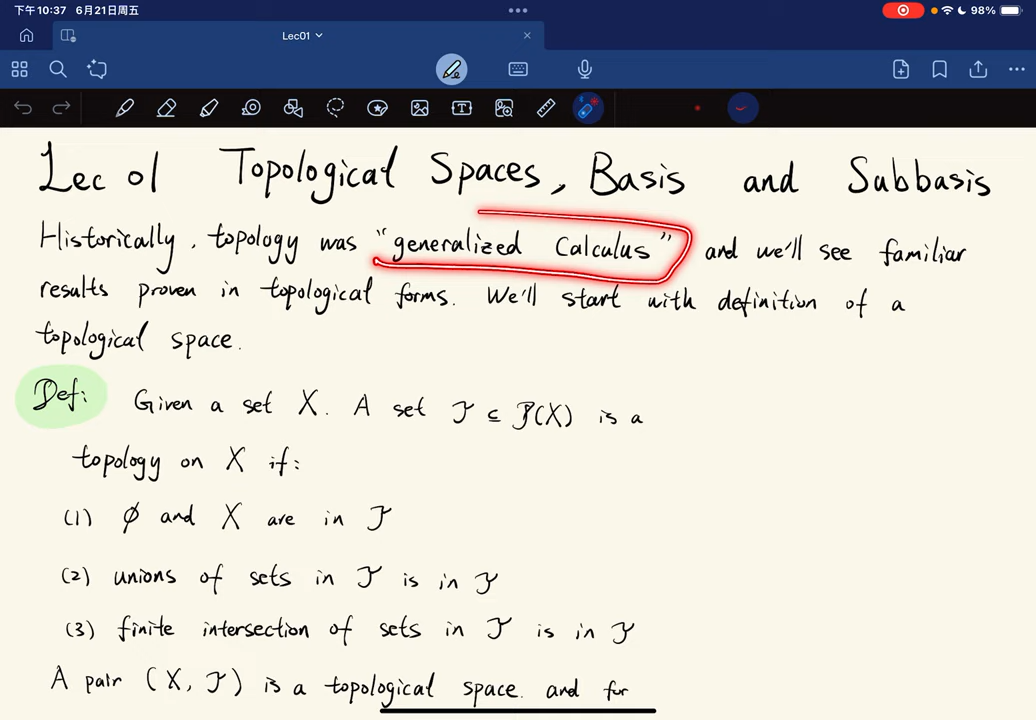 下午10:37 6月21日周五
98%
Lec01
Lec 01 Topological Spaces, Basis and Subbasis
Historically, topology was "generalized Calculus" and we'll see familiar
results proven in topological forms. We'll start with definition of a
topological space.
Def: Given a set X. A set 𝒯 ⊆ 𝒫(X) is a
topology on X if:
(1) ∅ and X are in 𝒯
(2) unions of sets in 𝒯 is in 𝒯
(3) finite intersection of sets in 𝒯 is in 𝒯
A pair (X, 𝒯) is a topological space. and for